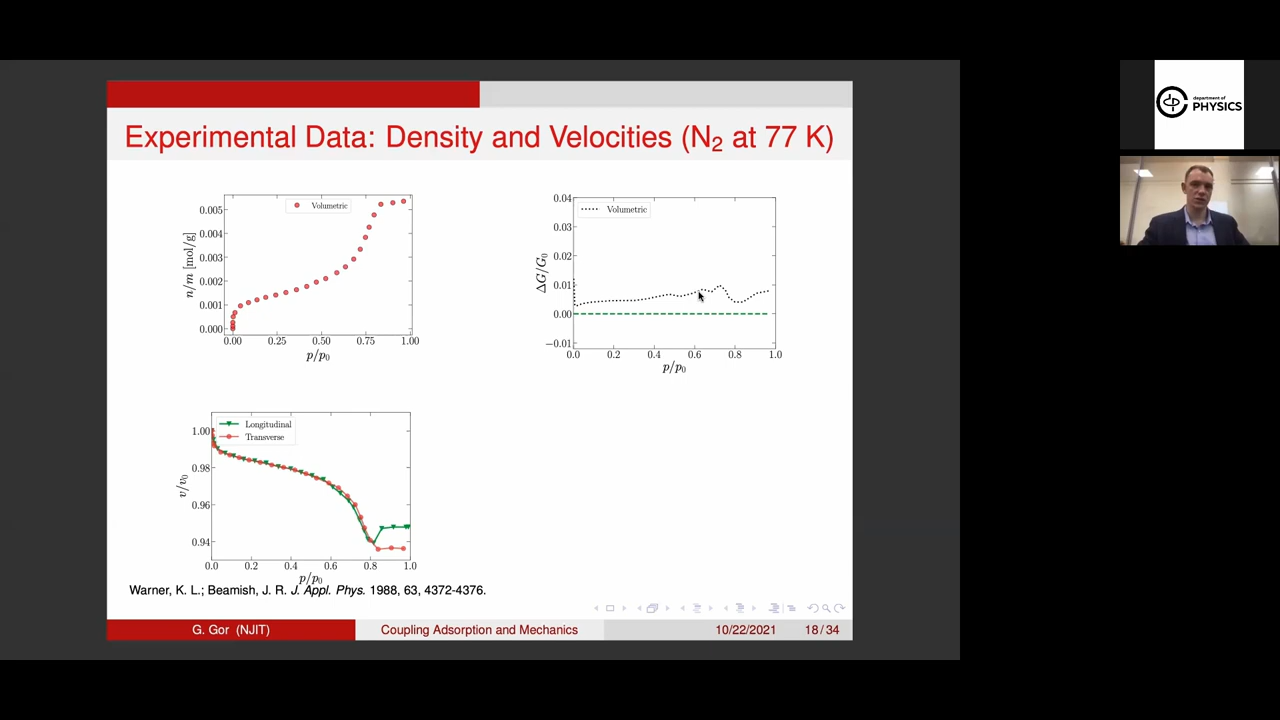 Experimental Data: Density and Velocities (N₂ at 77 K)
Volumetric
0.005
0.004
0.003
0.002
0.001
0.000
n/m [mol/g]
0.00 0.25 0.50 0.75 1.00
p/p₀
Volumetric
0.04
0.03
0.02
0.01
0.00
−0.01
ΔG/G₀
0.0 0.2 0.4 0.6 0.8 1.0
p/p₀
Longitudinal
Transverse
1.00
0.98
0.96
0.94
v/v₀
0.0 0.2 0.4 0.6 0.8 1.0
p/p₀
Warner, K. L.; Beamish, J. R. J. Appl. Phys. 1988, 63, 4372-4376.
G. Gor (NJIT) Coupling Adsorption and Mechanics 10/22/2021 18/34
department of
PHYSICS